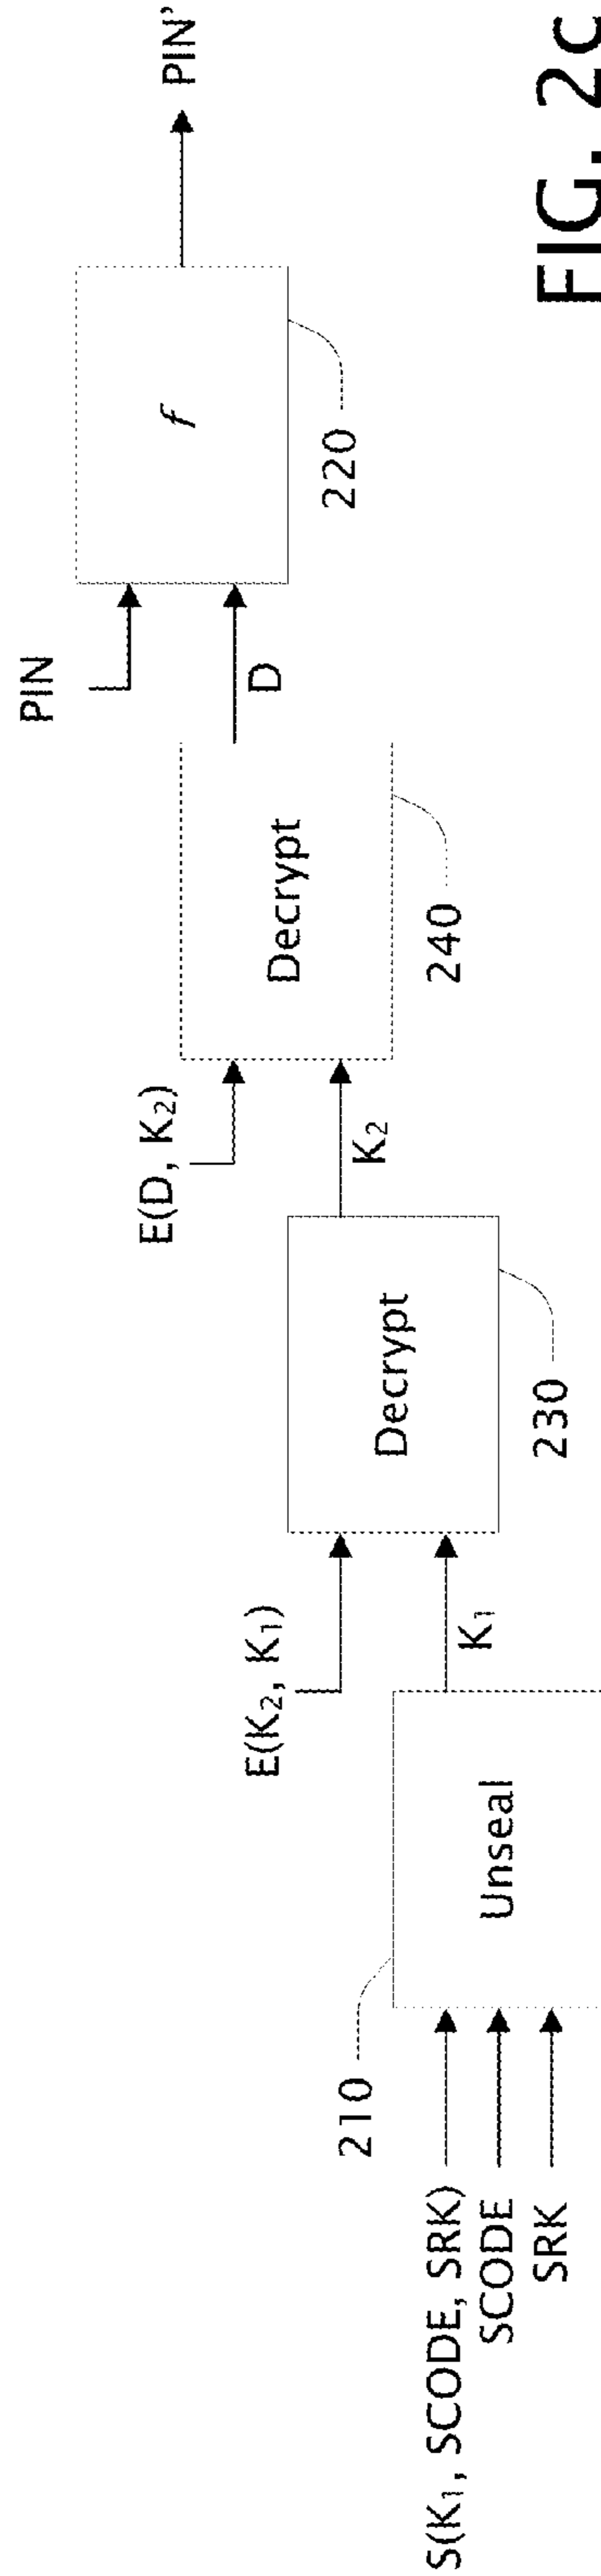 S(K₁, SCODE, SRK)
SCODE
SRK
210
Unseal
K₁
E(K₂, K₁)
Decrypt
230
K₂
E(D, K₂)
Decrypt
240
D
PIN
f
220
PIN'
FIG. 2c